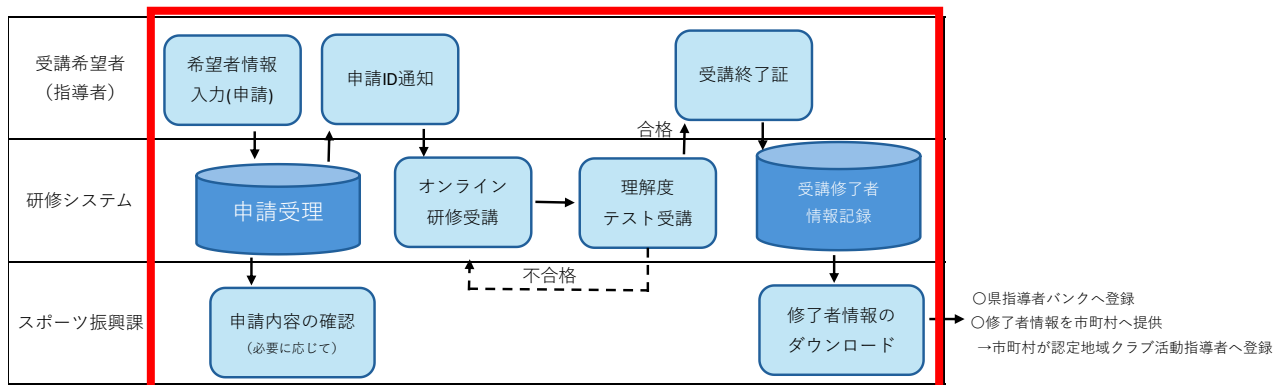 受講希望者
（指導者）
希望者情報
入力(申請)
申請ID通知
受講終了証
合格
研修システム
申請受理
オンライン
研修受講
理解度
テスト受講
受講修了者
情報記録
不合格
スポーツ振興課
申請内容の確認
（必要に応じて）
修了者情報の
ダウンロード
○県指導者バンクへ登録
○修了者情報を市町村へ提供
→市町村が認定地域クラブ活動指導者へ登録